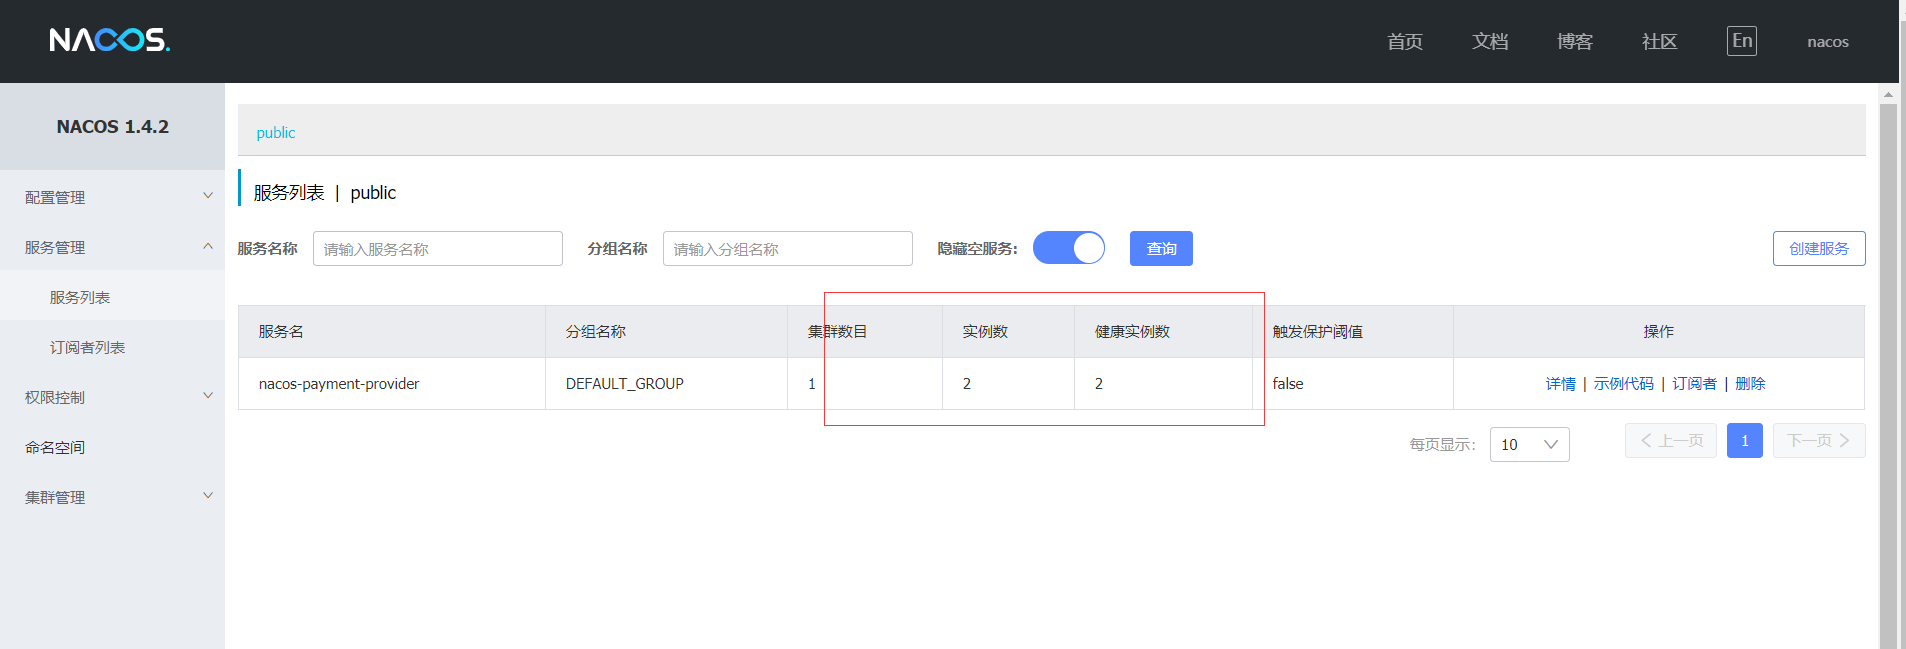 NACOS.
首页 文档 博客 社区 En nacos
NACOS 1.4.2
配置管理
服务管理
服务列表
订阅者列表
权限控制
命名空间
集群管理
public
服务列表 | public
服务名称 请输入服务名称 分组名称 请输入分组名称 隐藏空服务: 查询 创建服务
服务名 分组名称 集群数目 实例数 健康实例数 触发保护阈值 操作
nacos-payment-provider DEFAULT_GROUP 1 2 2 false 详情 | 示例代码 | 订阅者 | 删除
每页显示: 10 上一页 1 下一页